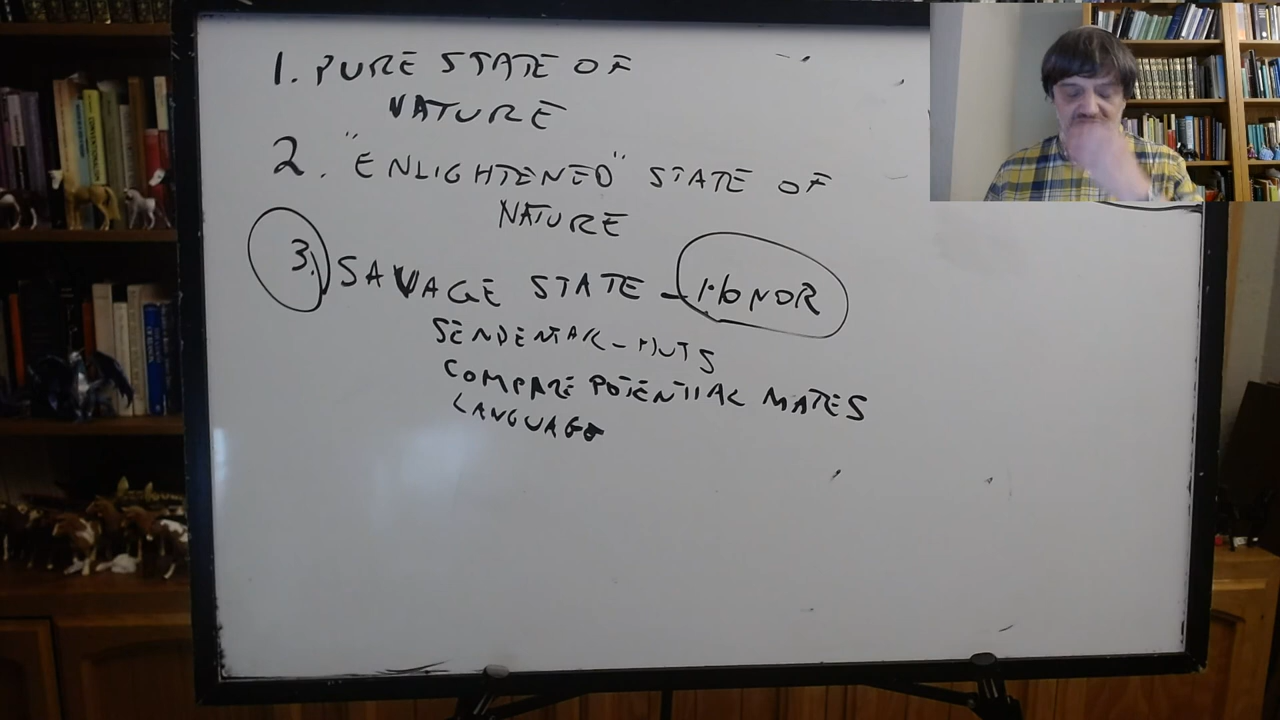 1. PURE STATE OF
NATURE
2. "ENLIGHTENED" STATE OF
NATURE
3. SAVAGE STATE - HONOR
SENDENTAR - HUTS
COMPARE POTENTIAL MATES
LANGUAGE